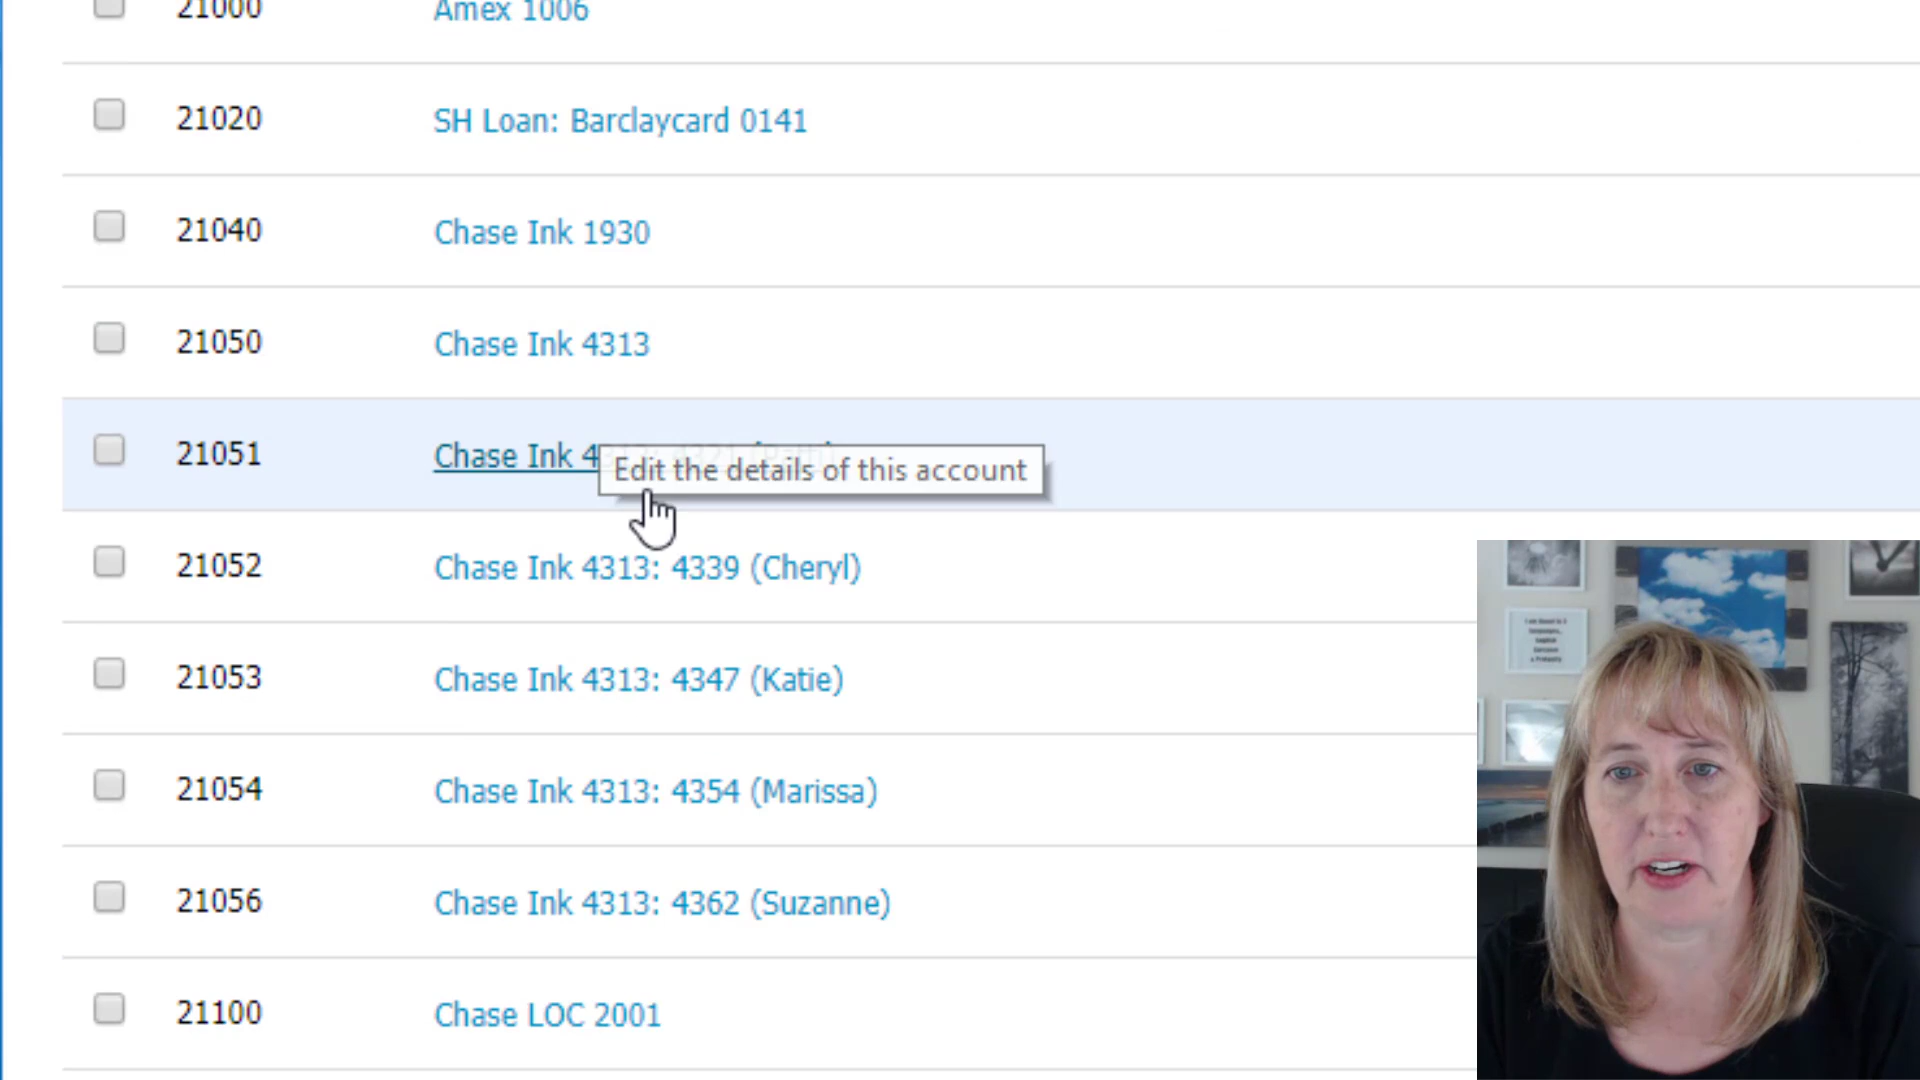 21000 Amex 1006
21020 SH Loan: Barclaycard 0141
21040 Chase Ink 1930
21050 Chase Ink 4313
21051 Chase Ink 4
Edit the details of this account
21052 Chase Ink 4313: 4339 (Cheryl)
21053 Chase Ink 4313: 4347 (Katie)
21054 Chase Ink 4313: 4354 (Marissa)
21056 Chase Ink 4313: 4362 (Suzanne)
21100 Chase LOC 2001